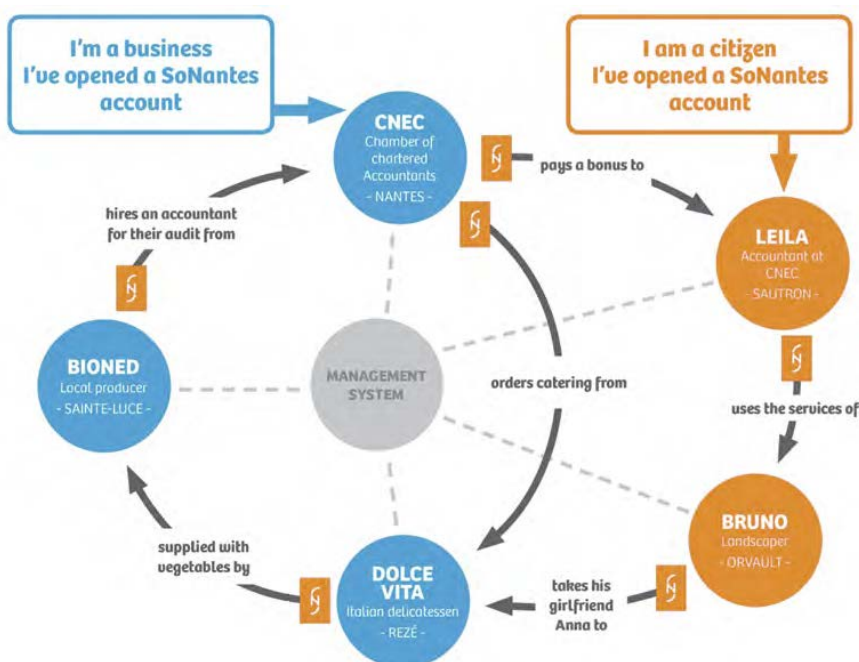 I'm a business
I've opened a SoNantes
account
I am a citizen
I've opened a SoNantes
account
CNEC
Chamber of
chartered
Accountants
- NANTES -
pays a bonus to
hires an accountant
for their audit from
LEILA
Accountant at
CNEC
- SAUTRON -
BIONED
Local producer
- SAINTE-LUCE -
MANAGEMENT
SYSTEM
orders catering from
uses the services of
BRUNO
Landscaper
- ORVAULT -
supplied with
vegetables by
DOLCE
VITA
Italian delicatessen
- REZÉ -
takes his
girlfriend
Anna to